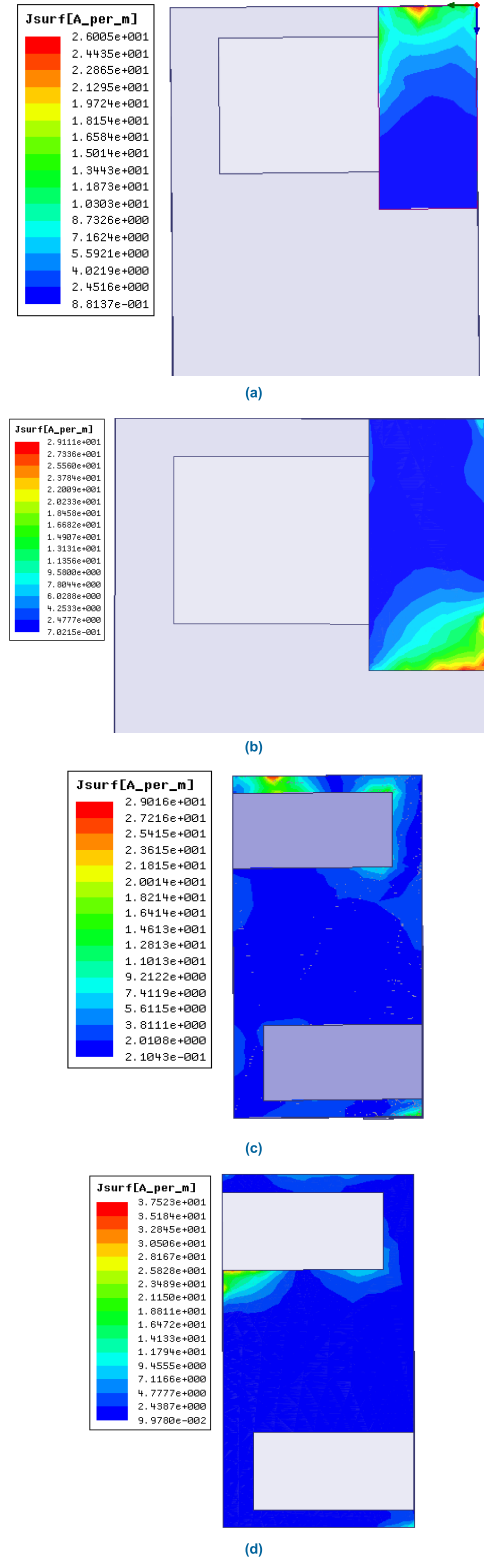 Jsurf[A_per_m]
2.6005e+001
2.4435e+001
2.2865e+001
2.1295e+001
1.9724e+001
1.8154e+001
1.6584e+001
1.5014e+001
1.3443e+001
1.1873e+001
1.0303e+001
8.7326e+000
7.1624e+000
5.5921e+000
4.0219e+000
2.4516e+000
8.8137e-001
(a)
Jsurf[A_per_m]
2.9111e+001
2.7336e+001
2.5560e+001
2.3784e+001
2.2009e+001
2.0233e+001
1.8458e+001
1.6682e+001
1.4907e+001
1.3131e+001
1.1356e+001
9.5800e+000
7.8044e+000
6.0288e+000
4.2533e+000
2.4777e+000
7.0215e-001
(b)
Jsurf[A_per_m]
2.9016e+001
2.7216e+001
2.5415e+001
2.3615e+001
2.1815e+001
2.0014e+001
1.8214e+001
1.6414e+001
1.4613e+001
1.2813e+001
1.1013e+001
9.2122e+000
7.4119e+000
5.6115e+000
3.8111e+000
2.0108e+000
2.1043e-001
(c)
Jsurf[A_per_m]
3.7523e+001
3.5184e+001
3.2845e+001
3.0506e+001
2.8167e+001
2.5828e+001
2.3489e+001
2.1150e+001
1.8811e+001
1.6472e+001
1.4133e+001
1.1794e+001
9.4555e+000
7.1166e+000
4.7777e+000
2.4387e+000
9.9780e-002
(d)